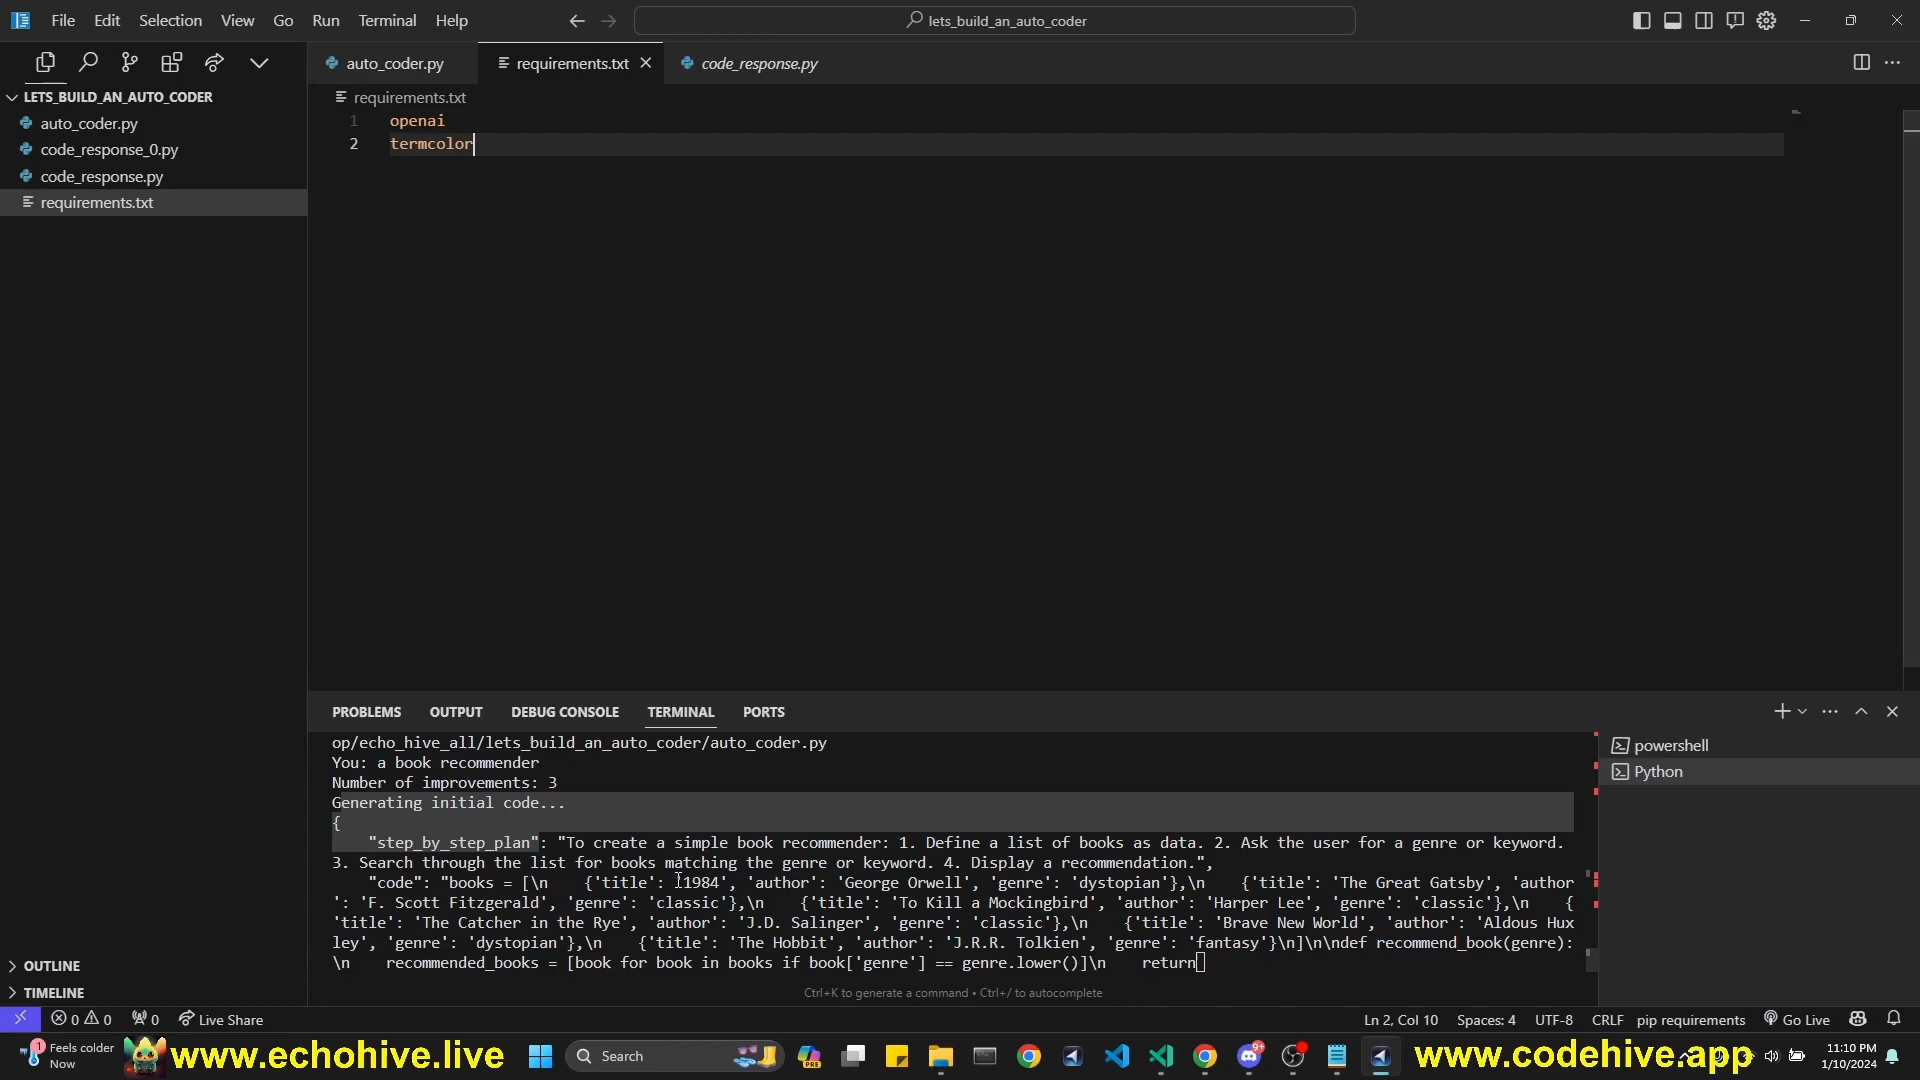 File Edit Selection View Go Run Terminal Help
lets_build_an_auto_coder
auto_coder.py
requirements.txt
code_response.py
LETS_BUILD_AN_AUTO_CODER
auto_coder.py
code_response_0.py
code_response.py
requirements.txt
OUTLINE
TIMELINE
requirements.txt
1 openai
2 termcolor
PROBLEMS OUTPUT DEBUG CONSOLE TERMINAL PORTS
op/echo_hive_all/lets_build_an_auto_coder/auto_coder.py
You: a book recommender
Number of improvements: 3
Generating initial code...
{
"step_by_step_plan": "To create a simple book recommender: 1. Define a list of books as data. 2. Ask the user for a genre or keyword.
3. Search through the list for books matching the genre or keyword. 4. Display a recommendation.",
"code": "books = [\n    {'title': '1984', 'author': 'George Orwell', 'genre': 'dystopian'},\n    {'title': 'The Great Gatsby', 'author
': 'F. Scott Fitzgerald', 'genre': 'classic'},\n    {'title': 'To Kill a Mockingbird', 'author': 'Harper Lee', 'genre': 'classic'},\n    {
'title': 'The Catcher in the Rye', 'author': 'J.D. Salinger', 'genre': 'classic'},\n    {'title': 'Brave New World', 'author': 'Aldous Hux
ley', 'genre': 'dystopian'},\n    {'title': 'The Hobbit', 'author': 'J.R.R. Tolkien', 'genre': 'fantasy'}\n]\n\ndef recommend_book(genre):
\n    recommended_books = [book for book in books if book['genre'] == genre.lower()]\n    return
Ctrl+K to generate a command • Ctrl+/ to autocomplete
powershell
Python
0 0 0 Live Share
Ln 2, Col 10 Spaces: 4 UTF-8 CRLF pip requirements Go Live
1
Feels colder
Now
www.echohive.live
Search
PRE
9+
www.codehive.app
11:10 PM
1/10/2024